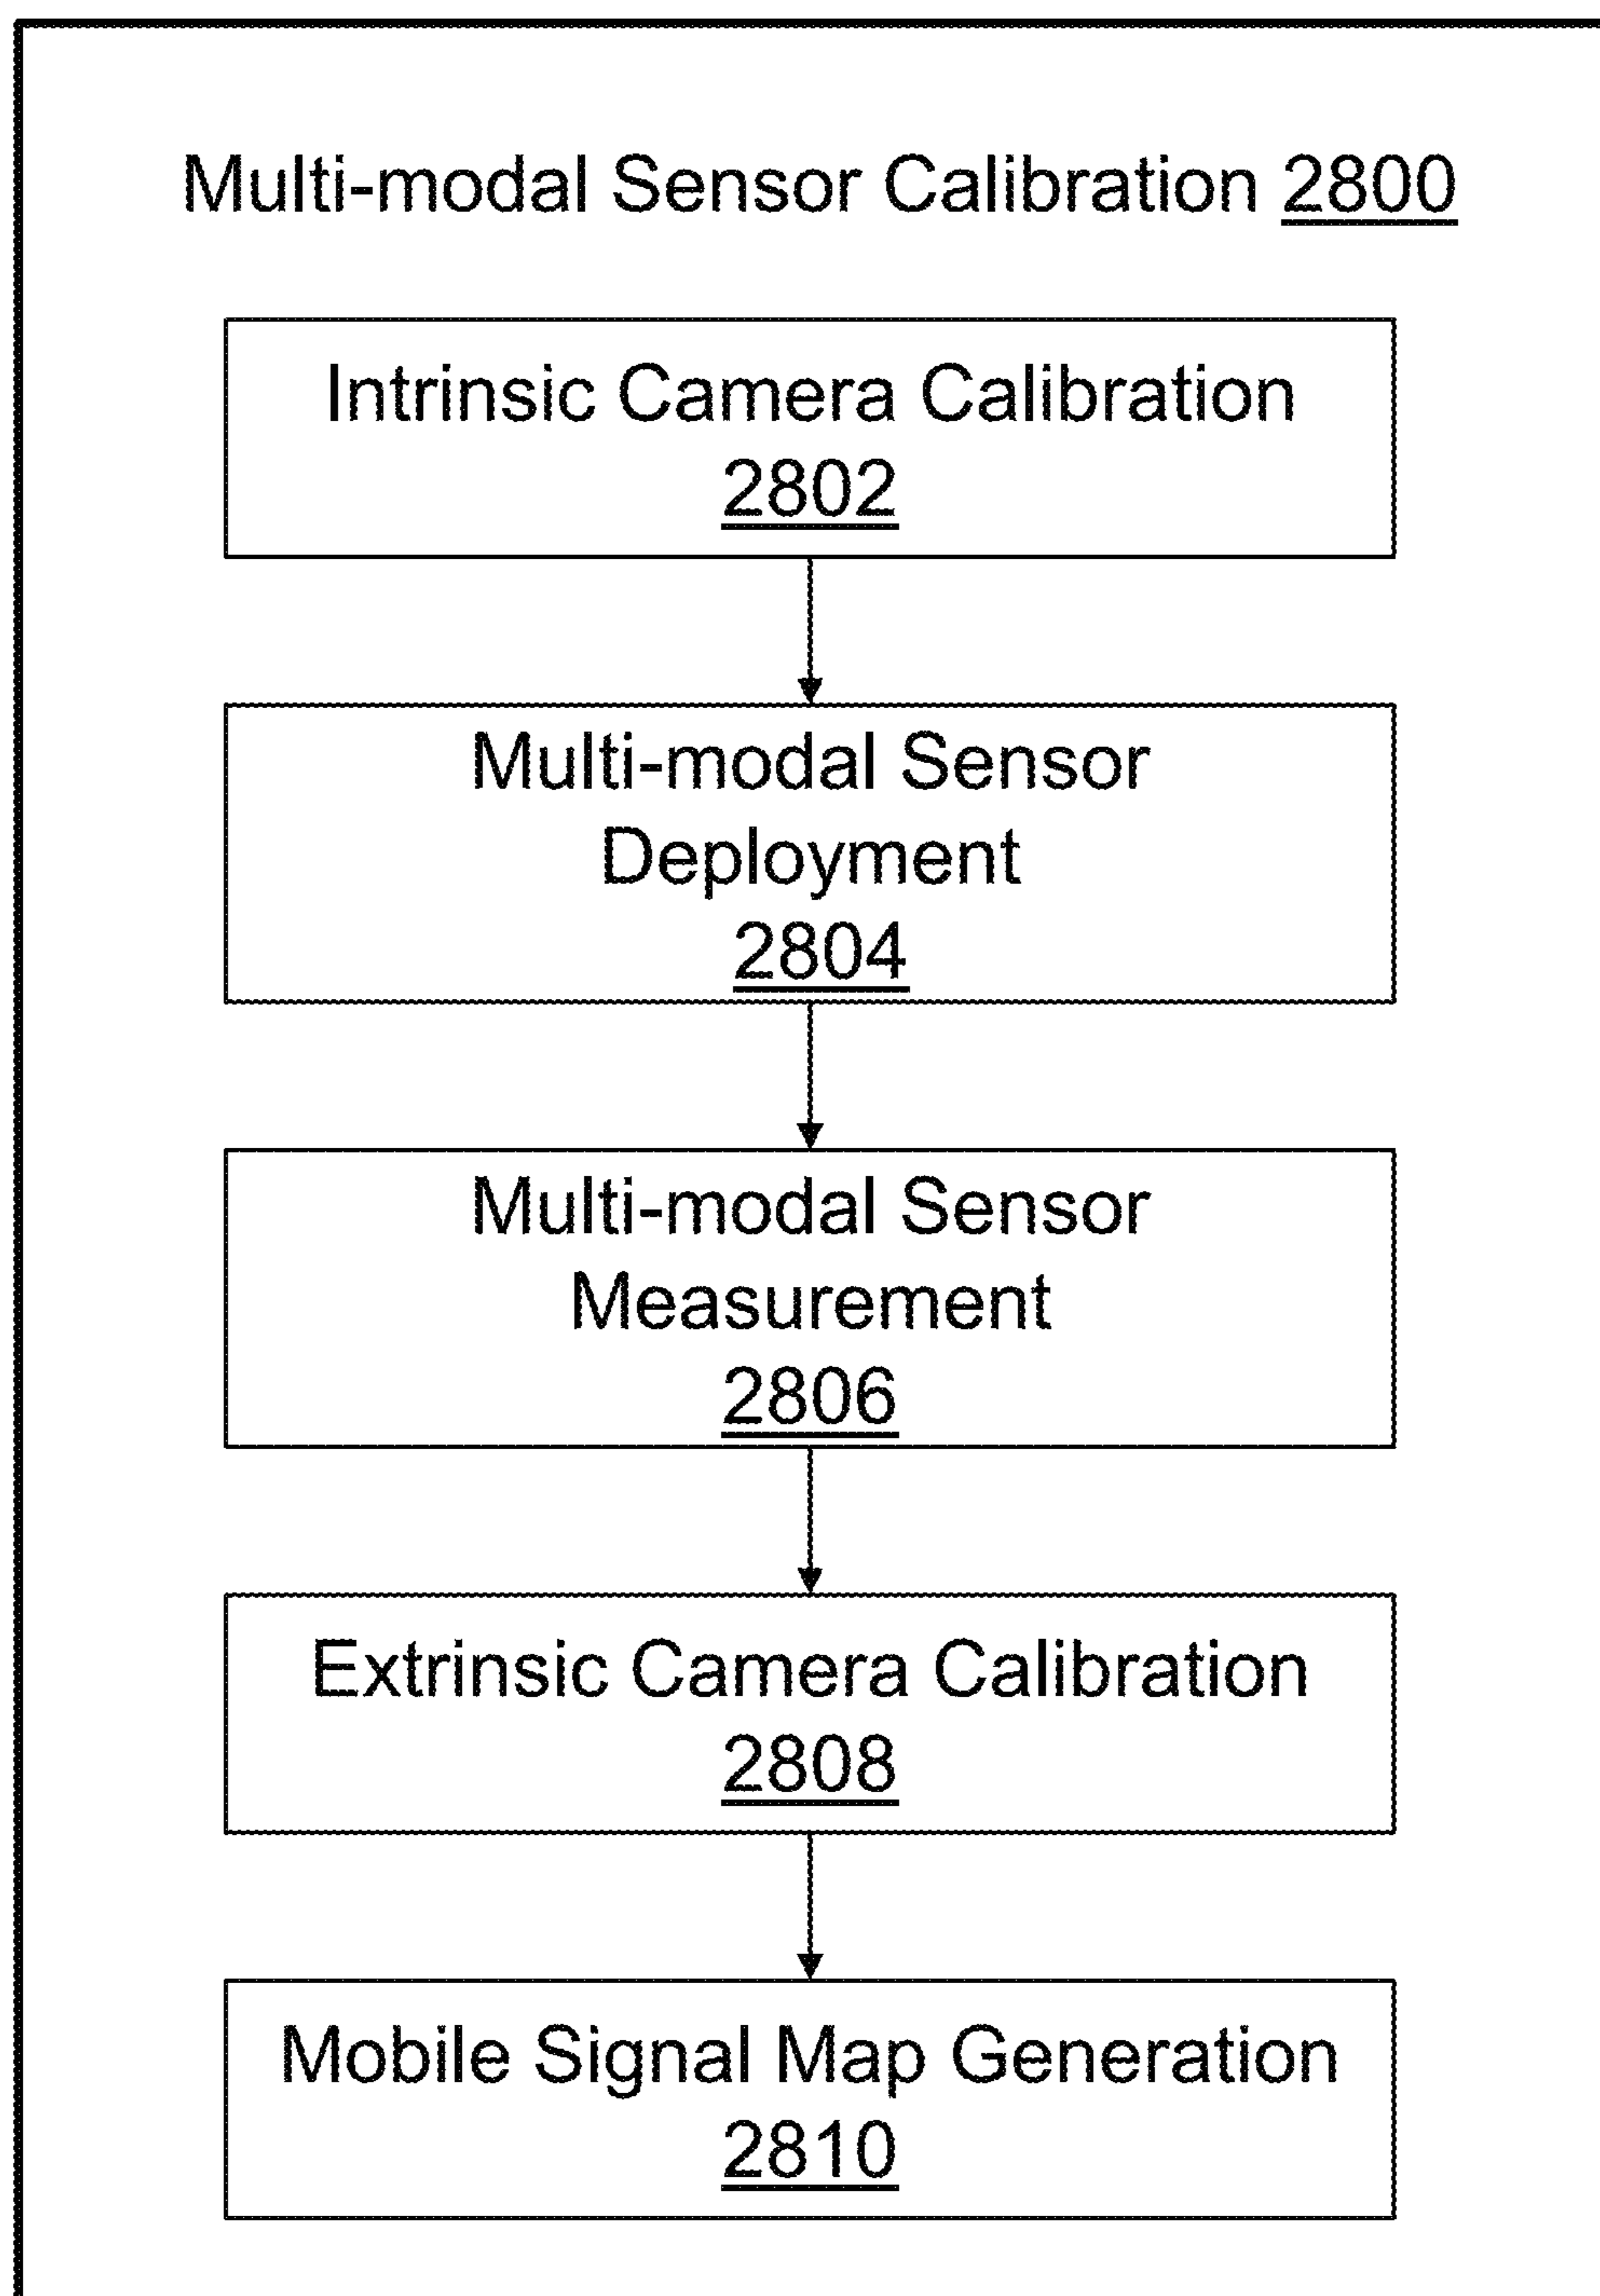 Multi-modal Sensor Calibration 2800
Intrinsic Camera Calibration
2802
Multi-modal Sensor
Deployment
2804
Multi-modal Sensor
Measurement
2806
Extrinsic Camera Calibration
2808
Mobile Signal Map Generation
2810